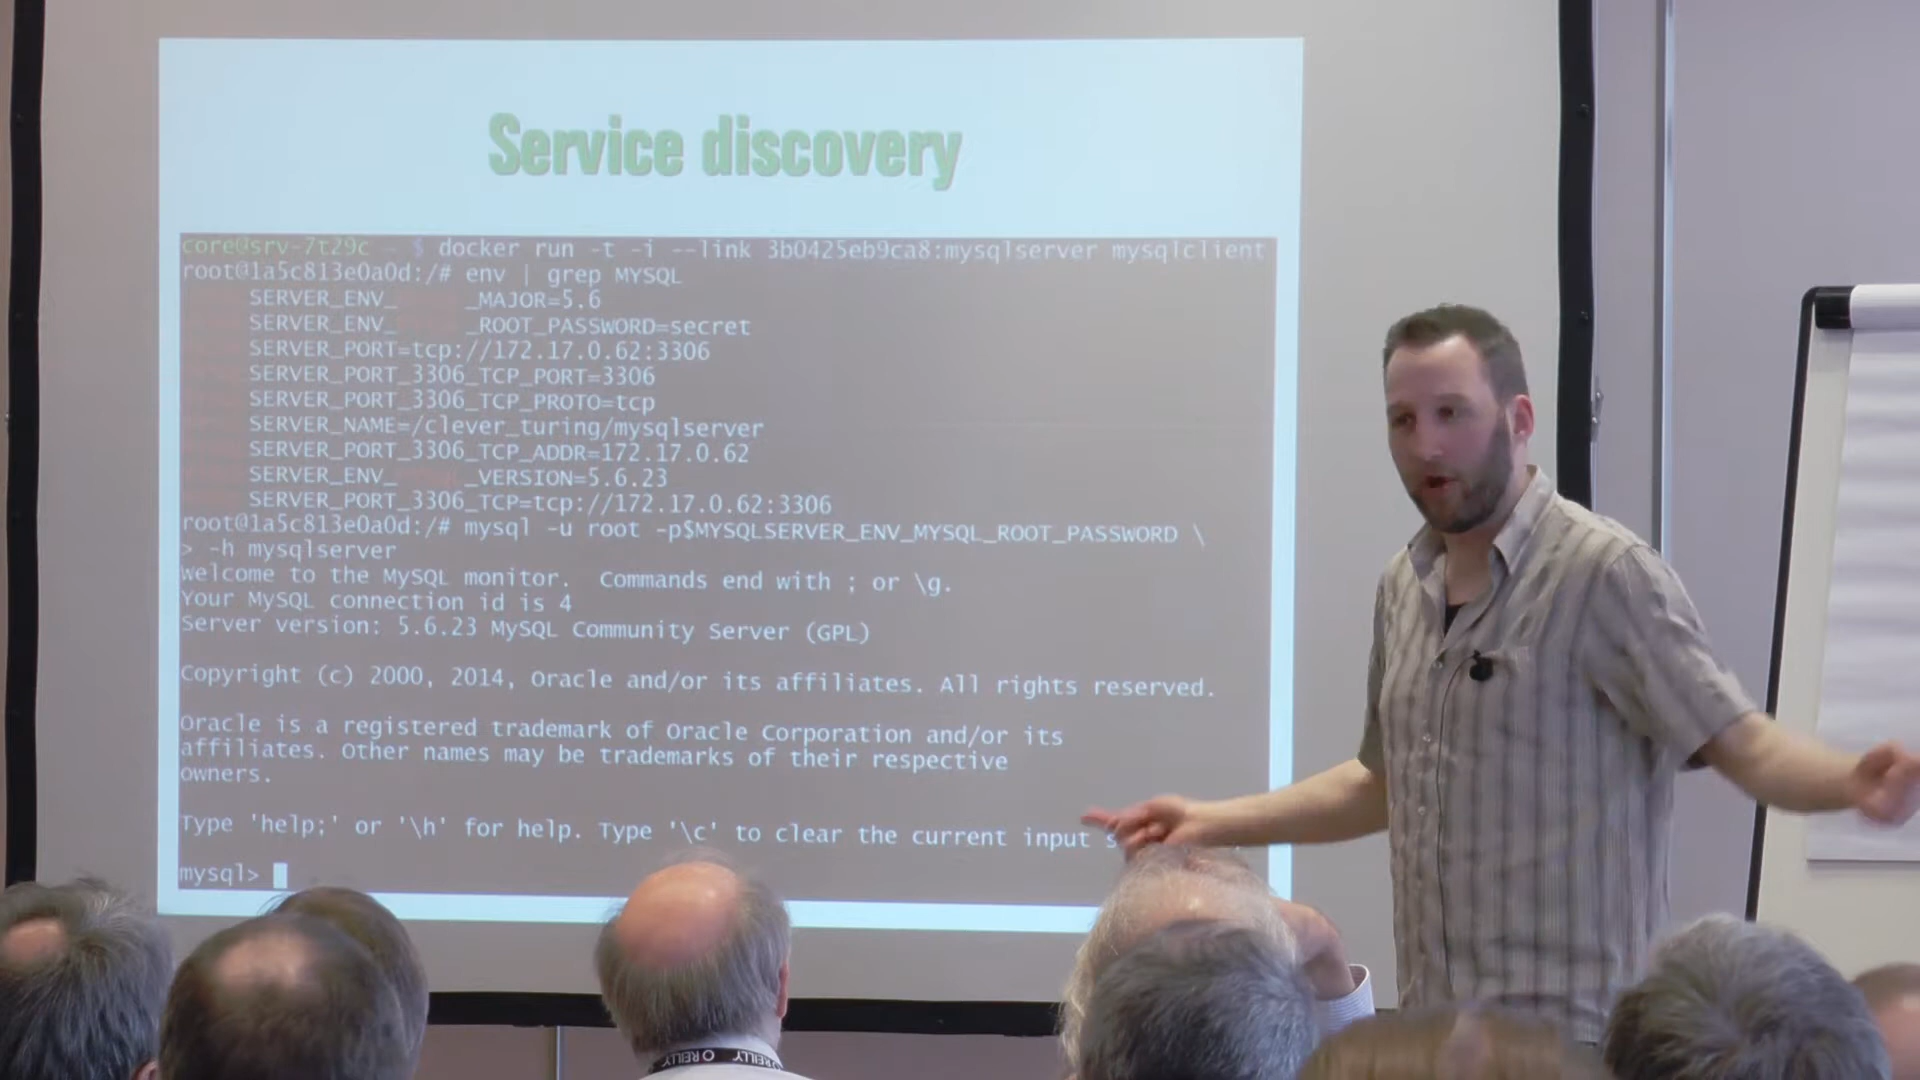 Service discovery
core@srv-7t29c ~ $ docker run -t -i --link 3b0425eb9ca8:mysqlserver mysqlclient
root@1a5c813e0a0d:/# env | grep MYSQL
SERVER_ENV_ _MAJOR=5.6
SERVER_ENV_ _ROOT_PASSWORD=secret
SERVER_PORT=tcp://172.17.0.62:3306
SERVER_PORT_3306_TCP_PORT=3306
SERVER_PORT_3306_TCP_PROTO=tcp
SERVER_NAME=/clever_turing/mysqlserver
SERVER_PORT_3306_TCP_ADDR=172.17.0.62
SERVER_ENV_ _VERSION=5.6.23
SERVER_PORT_3306_TCP=tcp://172.17.0.62:3306
root@1a5c813e0a0d:/# mysql -u root -p$MYSQLSERVER_ENV_MYSQL_ROOT_PASSWORD \
> -h mysqlserver
Welcome to the MySQL monitor.  Commands end with ; or \g.
Your MySQL connection id is 4
Server version: 5.6.23 MySQL Community Server (GPL)
Copyright (c) 2000, 2014, Oracle and/or its affiliates. All rights reserved.
Oracle is a registered trademark of Oracle Corporation and/or its
affiliates. Other names may be trademarks of their respective
owners.
Type 'help;' or '\h' for help. Type '\c' to clear the current input
mysql>
O'REILLY